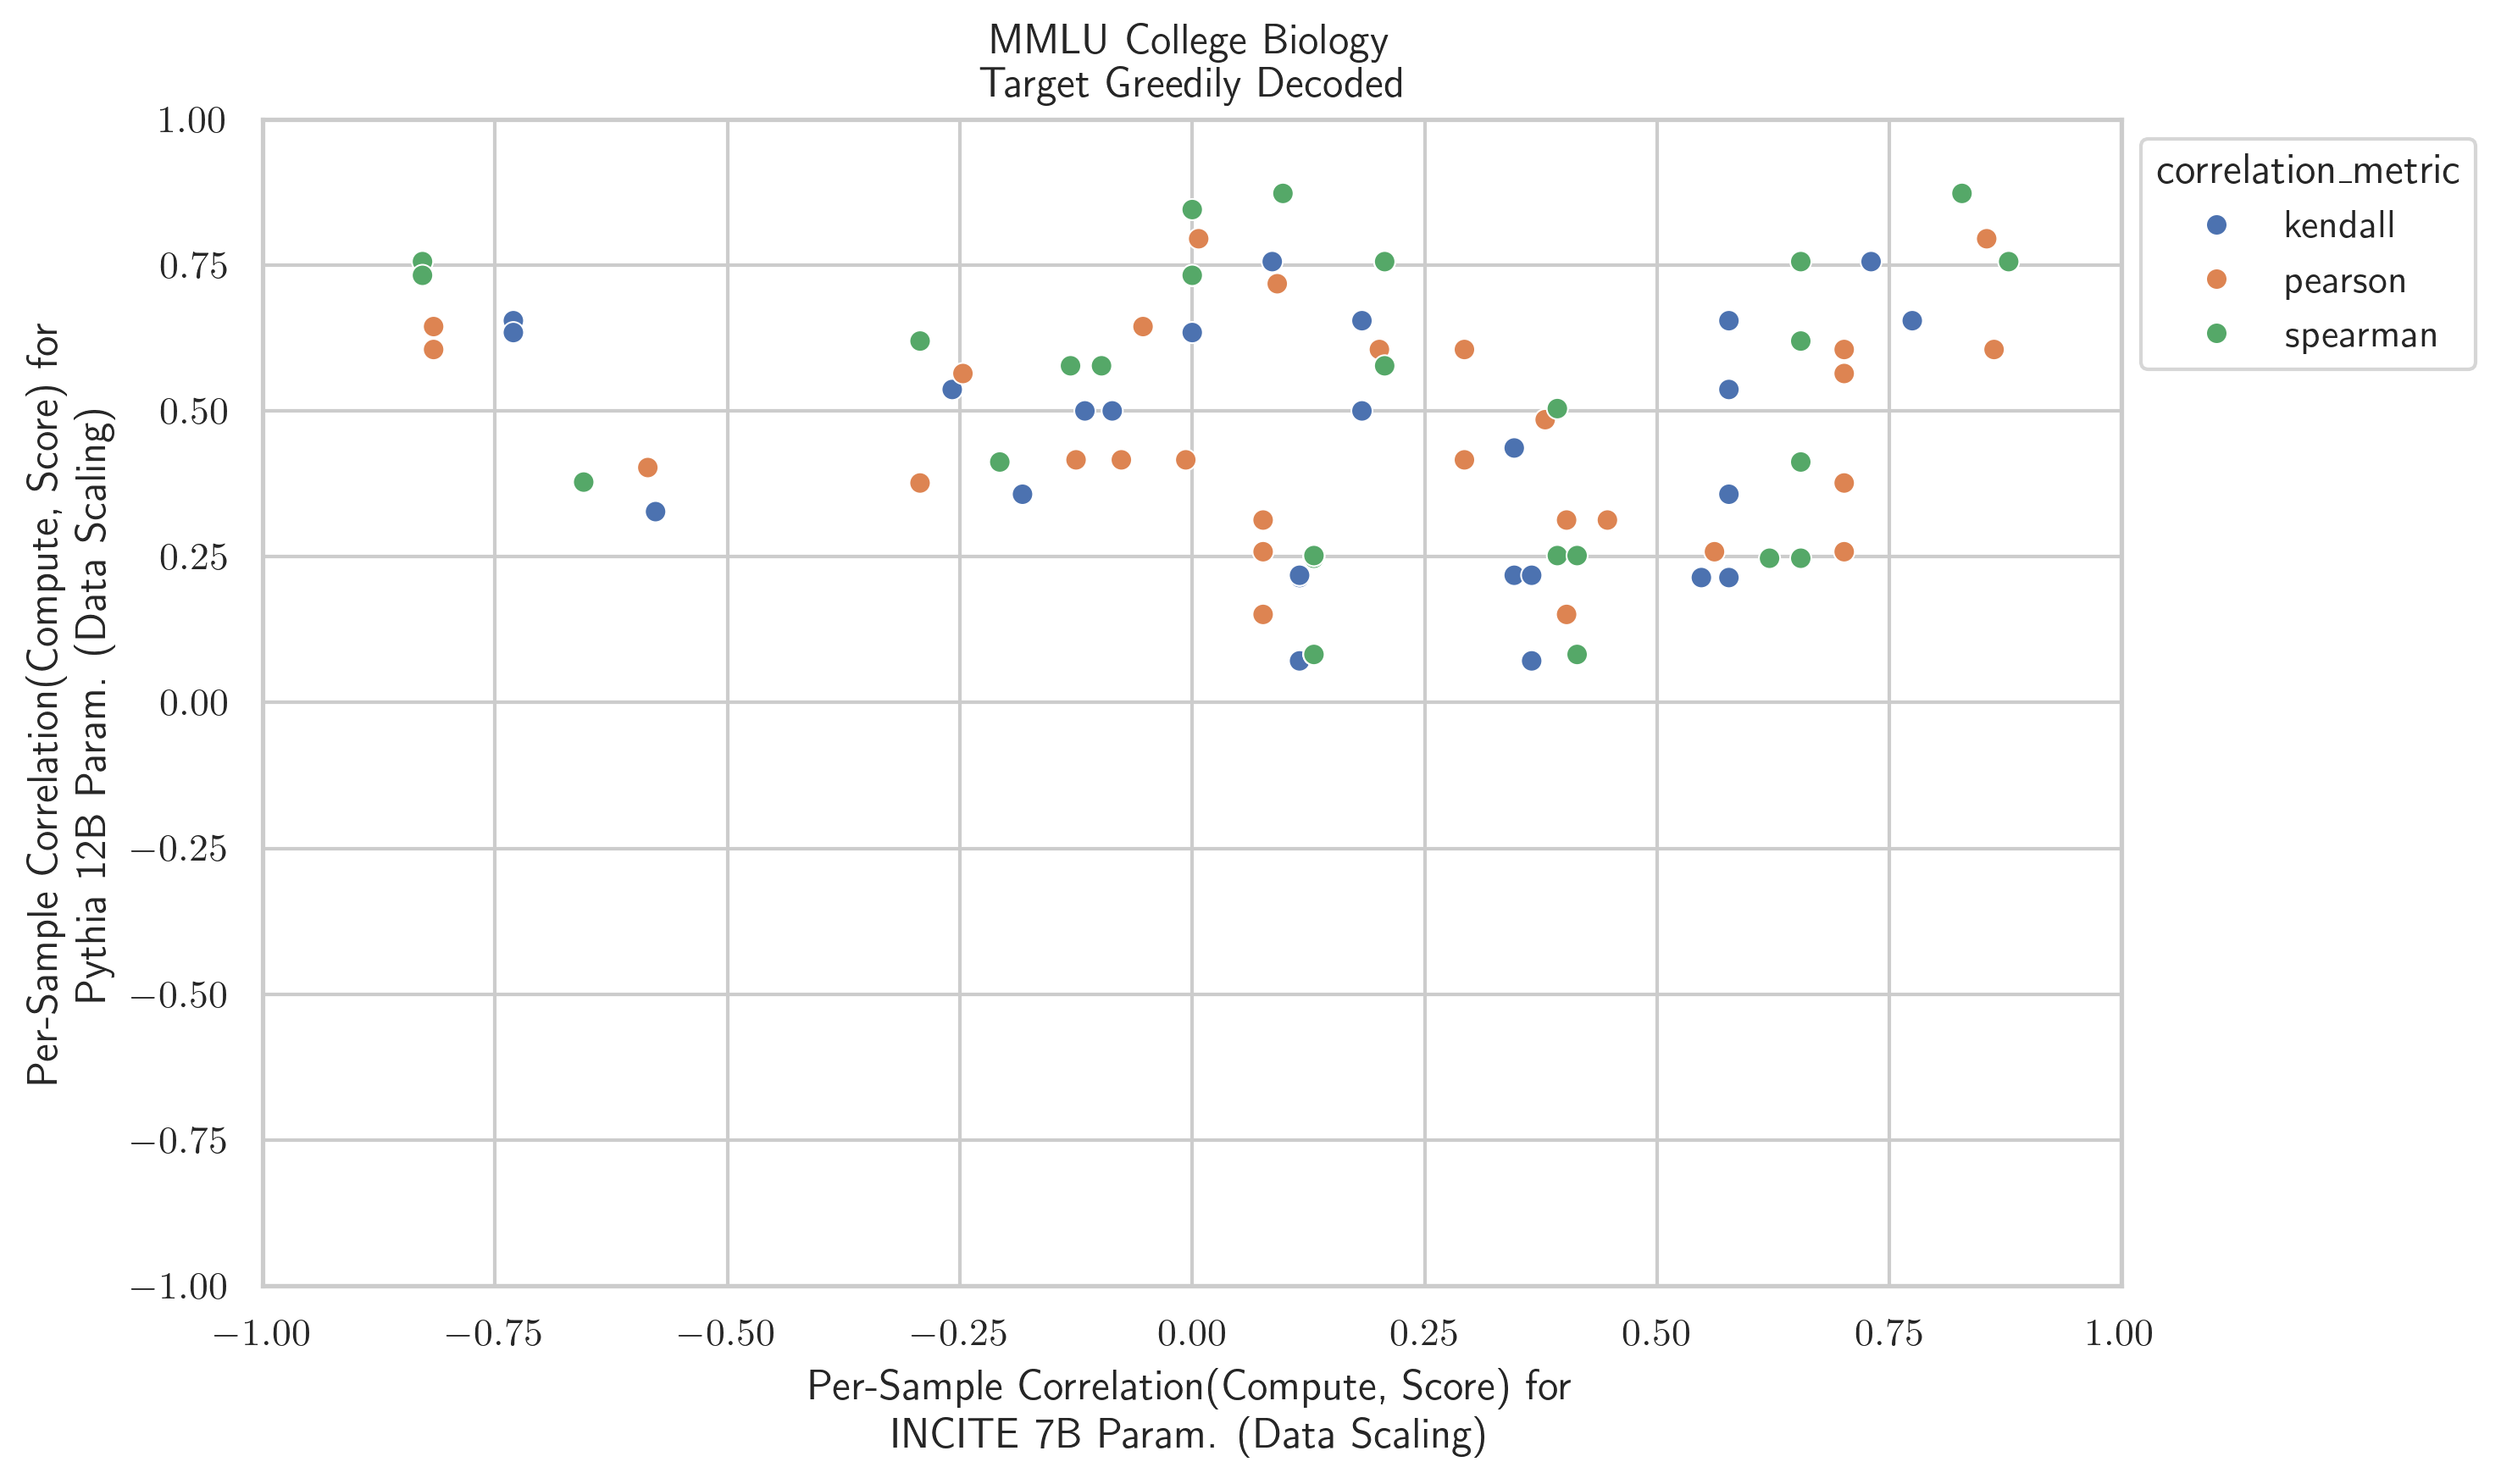 MMLU College Biology
Target Greedily Decoded
Per-Sample Correlation(Compute, Score) for
Pythia 12B Param. (Data Scaling)
1.00
0.75
0.50
0.25
0.00
−0.25
−0.50
−0.75
−1.00
−1.00
−0.75
−0.50
−0.25
0.00
0.25
0.50
0.75
1.00
Per-Sample Correlation(Compute, Score) for
INCITE 7B Param. (Data Scaling)
correlation_metric
kendall
pearson
spearman